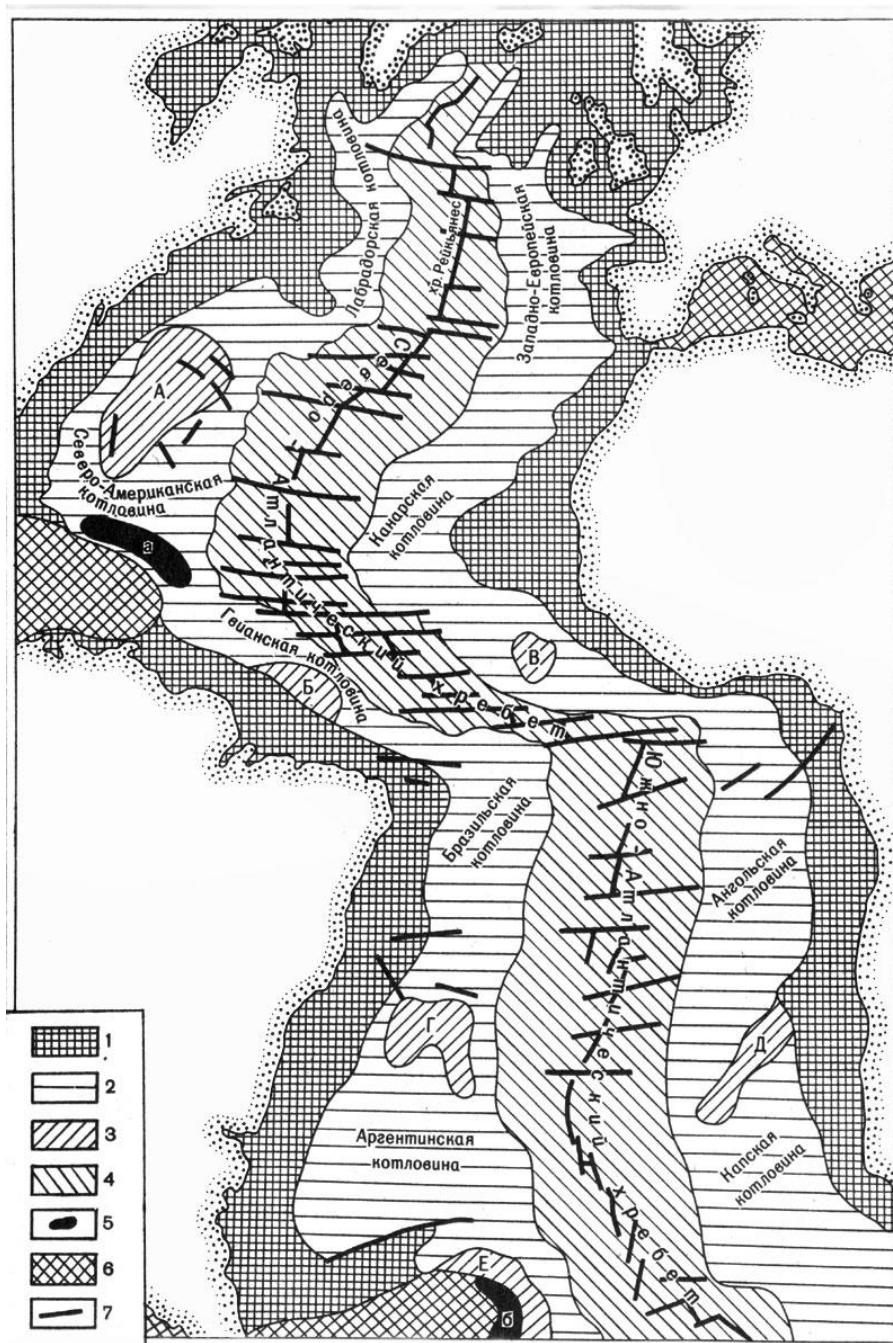 Лабрадорская котловина
хр. Рейкьянес
Западно-Европейская
котловина
Северо-
Атлантический
хребет
А
Северо-Американская
котловина
а
Канарская
котловина
Гвианская котловина
Б
В
Южно-Атлантический хребет
Бразильская
котловина
Ангольская
котловина
Г
Д
Аргентинская
котловина
Капская
котловина
Е
б
1
2
3
4
5
6
7